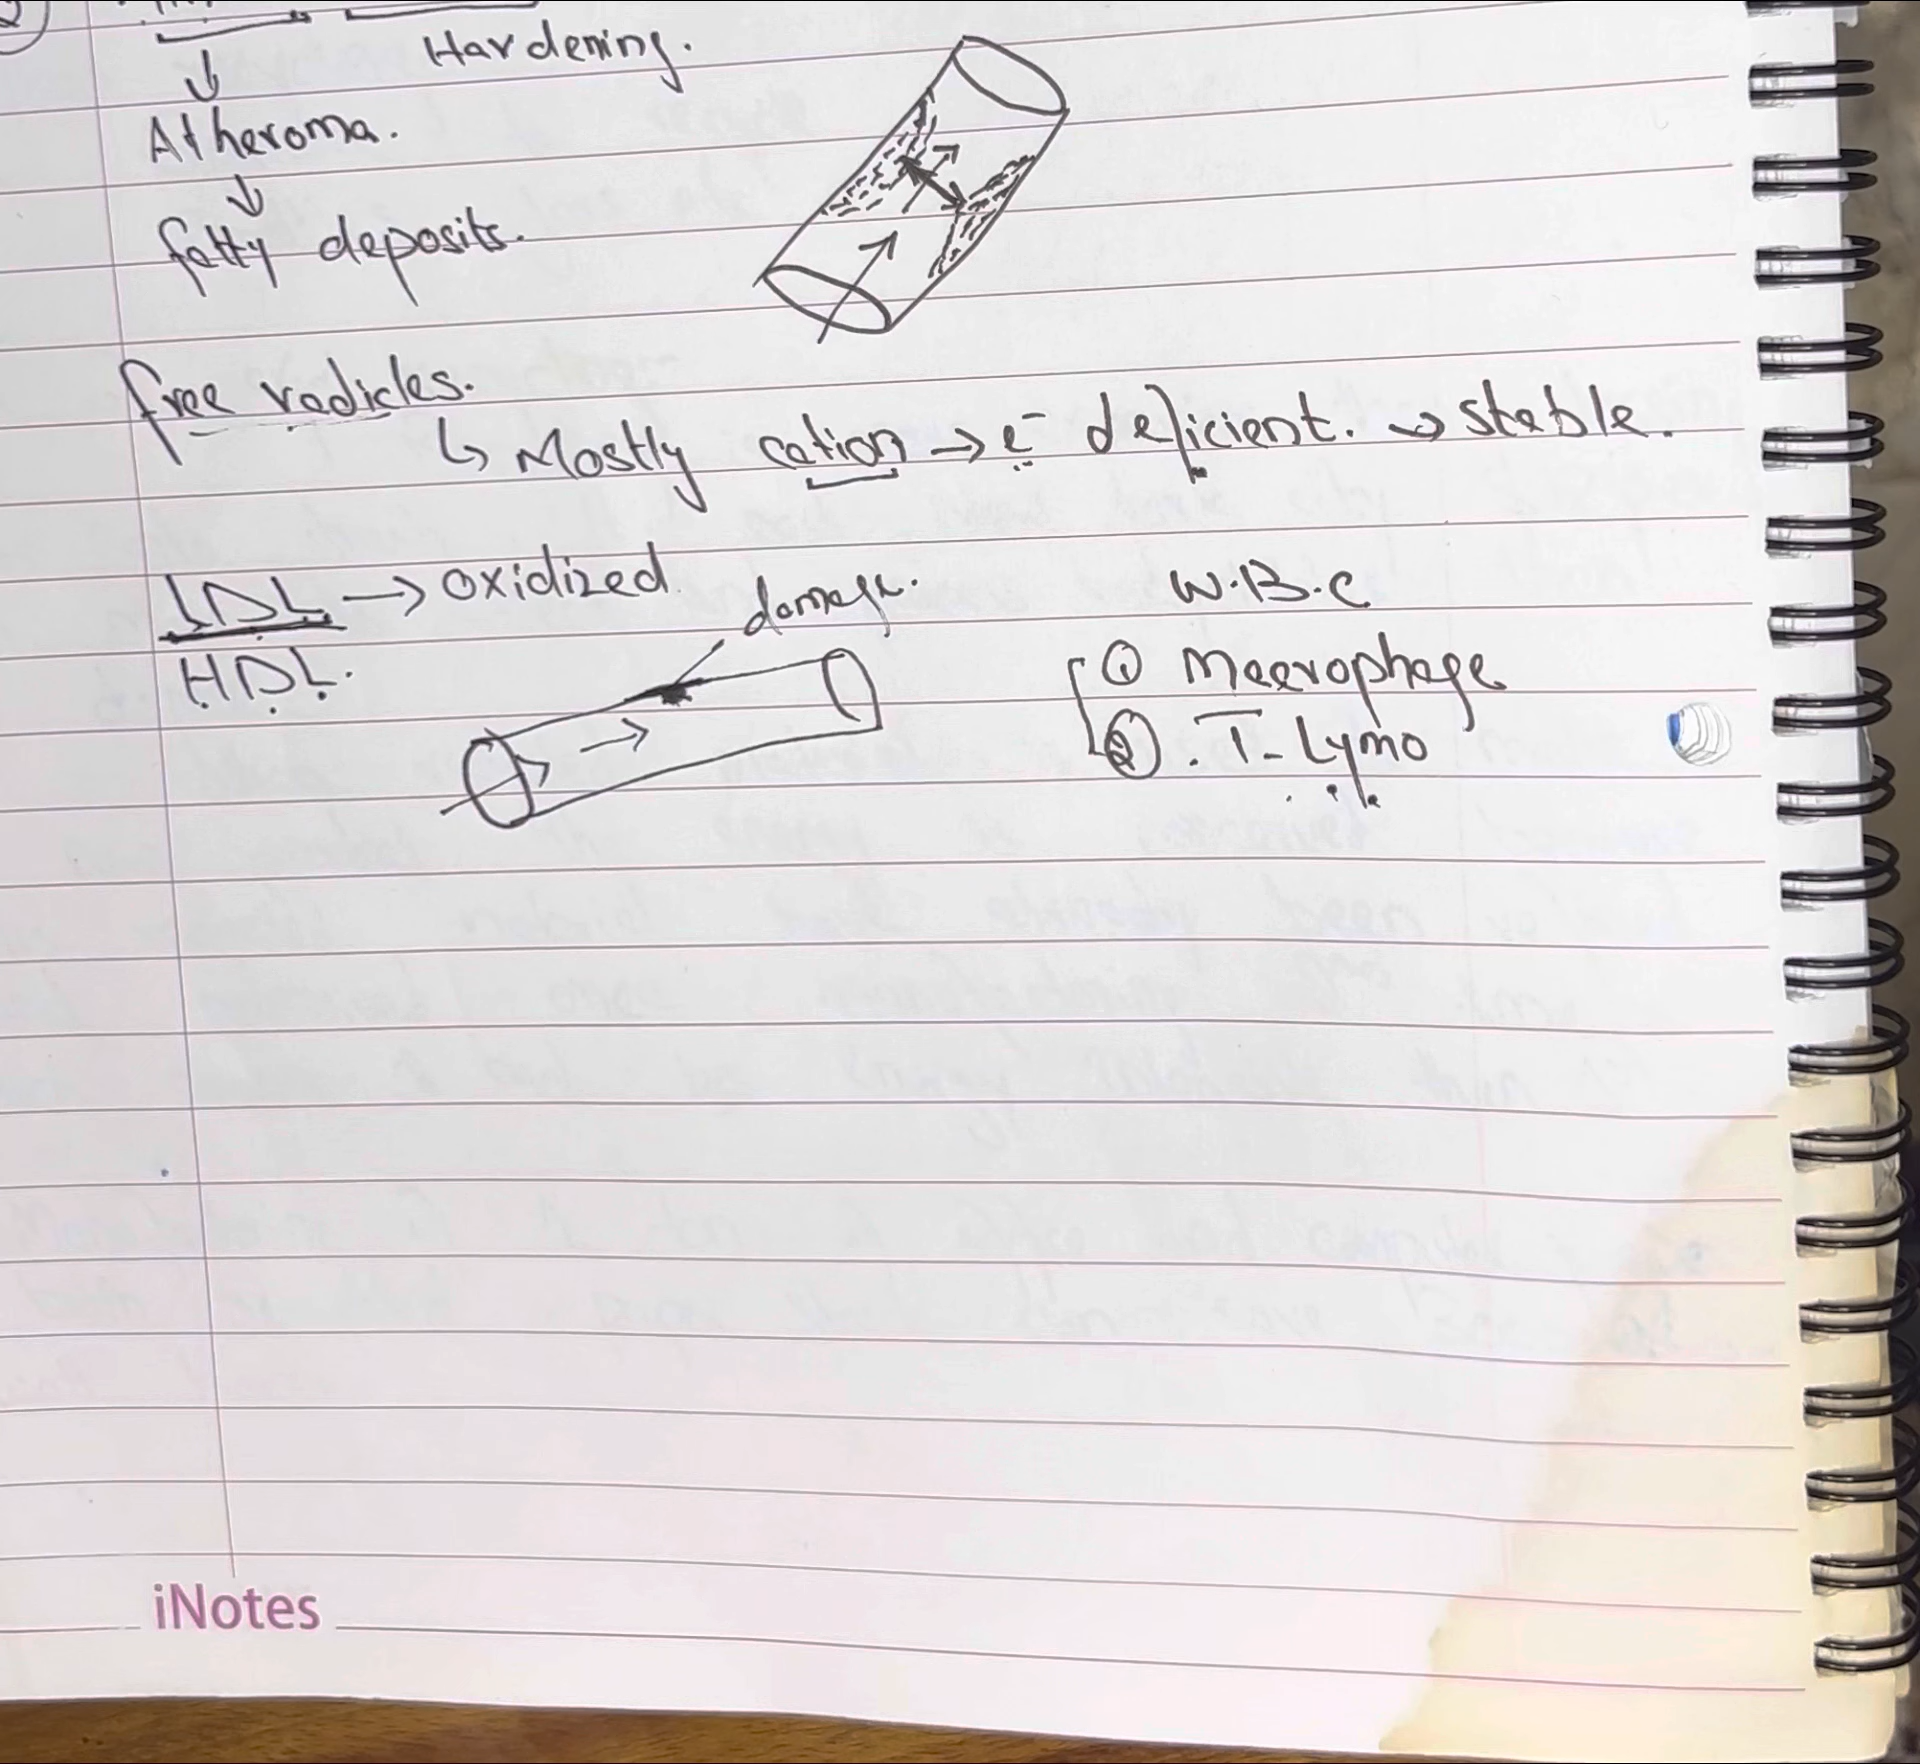 Hardening.
Atheroma.
fatty deposits.
free radicles.
↳ Mostly cation → e⁻ deficient. → stable.
LDL → oxidized
damage.
W.B.C
HDL.
① Macrophage
② . T- Lymo
iNotes